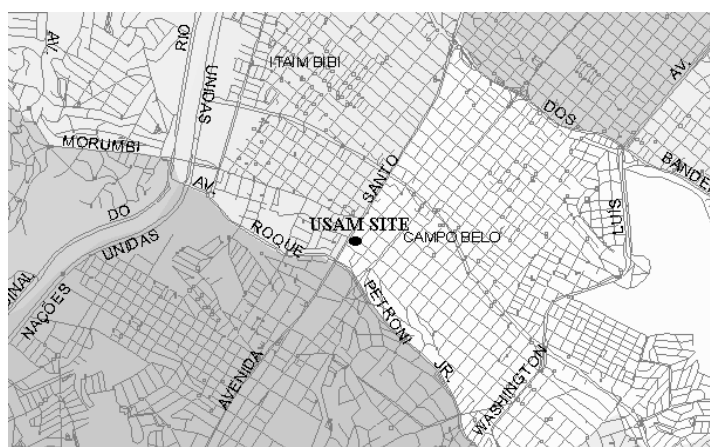 AV.
RIO
UNIDAS
ITAIM BIBI
AV.
DOS
MORUMBI
SANTO
AV.
LUIS
USAM SITE
ROQUE
CAMPO BELO
DO
UNIDAS
PETRONI
NAÇÕES
AVENIDA
JR.
WASHINGTON